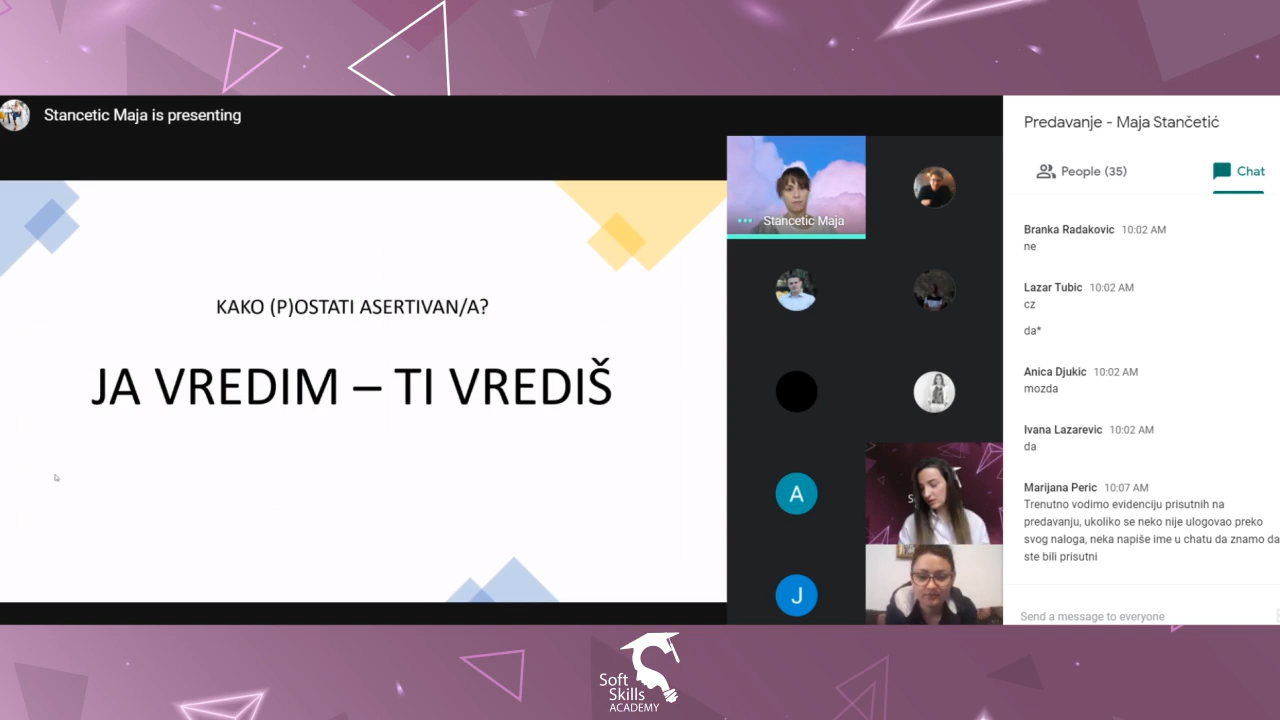 Stancetic Maja is presenting
KAKO (P)OSTATI ASERTIVAN/A?
JA VREDIM – TI VREDIŠ
Stancetic Maja
S
A
J
Predavanje - Maja Stančetić
People (35)
Chat
Branka Radakovic 10:02 AM
ne
Lazar Tubic 10:02 AM
cz
da*
Anica Djukic 10:02 AM
mozda
Ivana Lazarevic 10:02 AM
da
Marijana Peric 10:07 AM
Trenutno vodimo evidenciju prisutnih na
predavanju, ukoliko se neko nije ulogovao preko
svog naloga, neka napiše ime u chatu da znamo da
ste bili prisutni
Send a message to everyone
Soft
Skills
ACADEMY